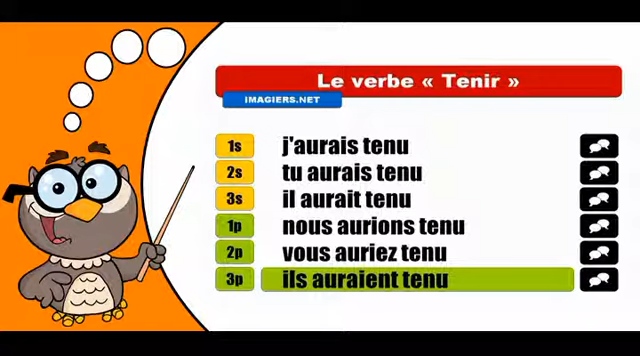 Le verbe « Tenir »
IMAGIERS.NET
1s j'aurais tenu
2s tu aurais tenu
3s il aurait tenu
1p nous aurions tenu
2p vous auriez tenu
3p ils auraient tenu